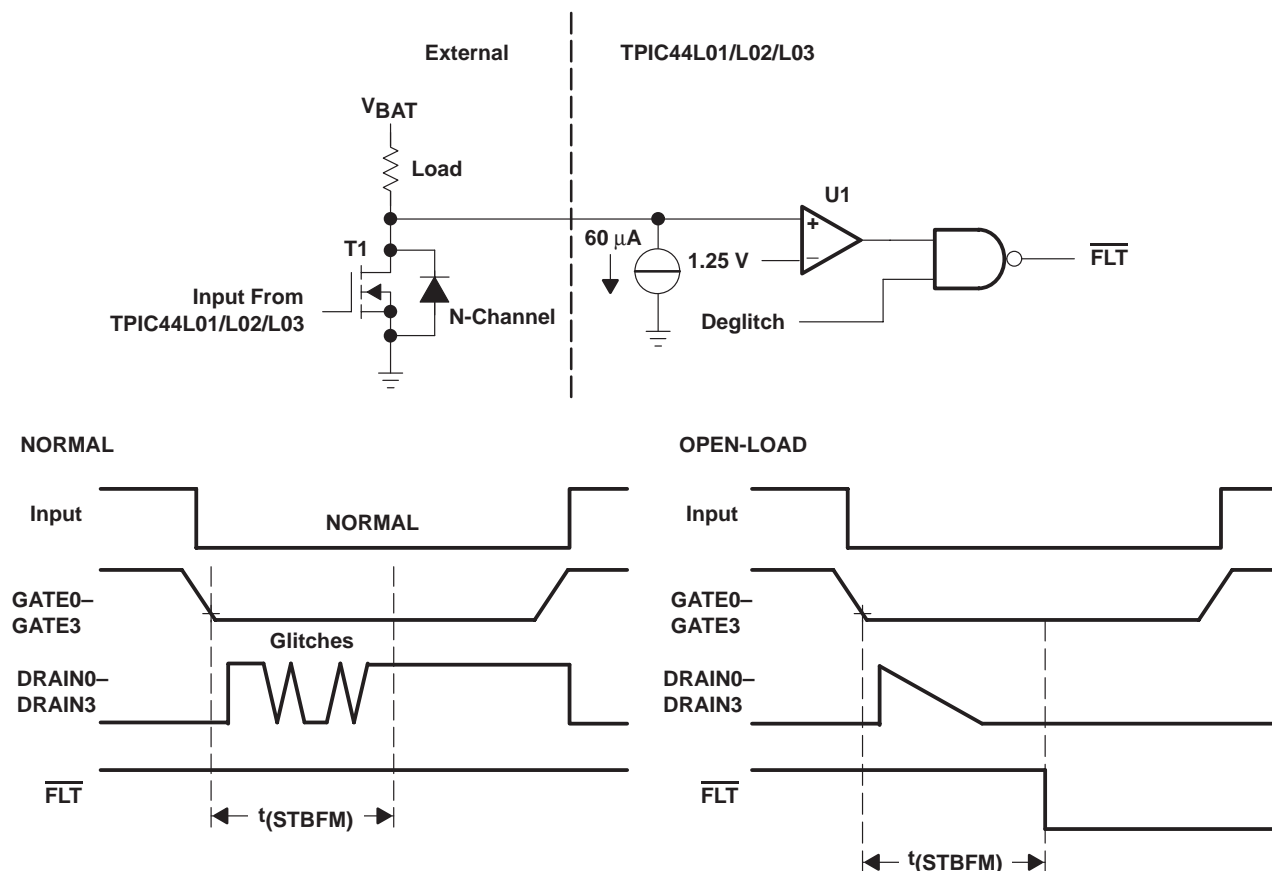 External
TPIC44L01/L02/L03
VBAT
Load
T1
Input From
TPIC44L01/L02/L03
N-Channel
60 μA
1.25 V
U1
+
–
FLT
Deglitch
NORMAL
Input
NORMAL
GATE0–
GATE3
Glitches
DRAIN0–
DRAIN3
FLT
t(STBFM)
OPEN-LOAD
Input
GATE0–
GATE3
DRAIN0–
DRAIN3
FLT
t(STBFM)